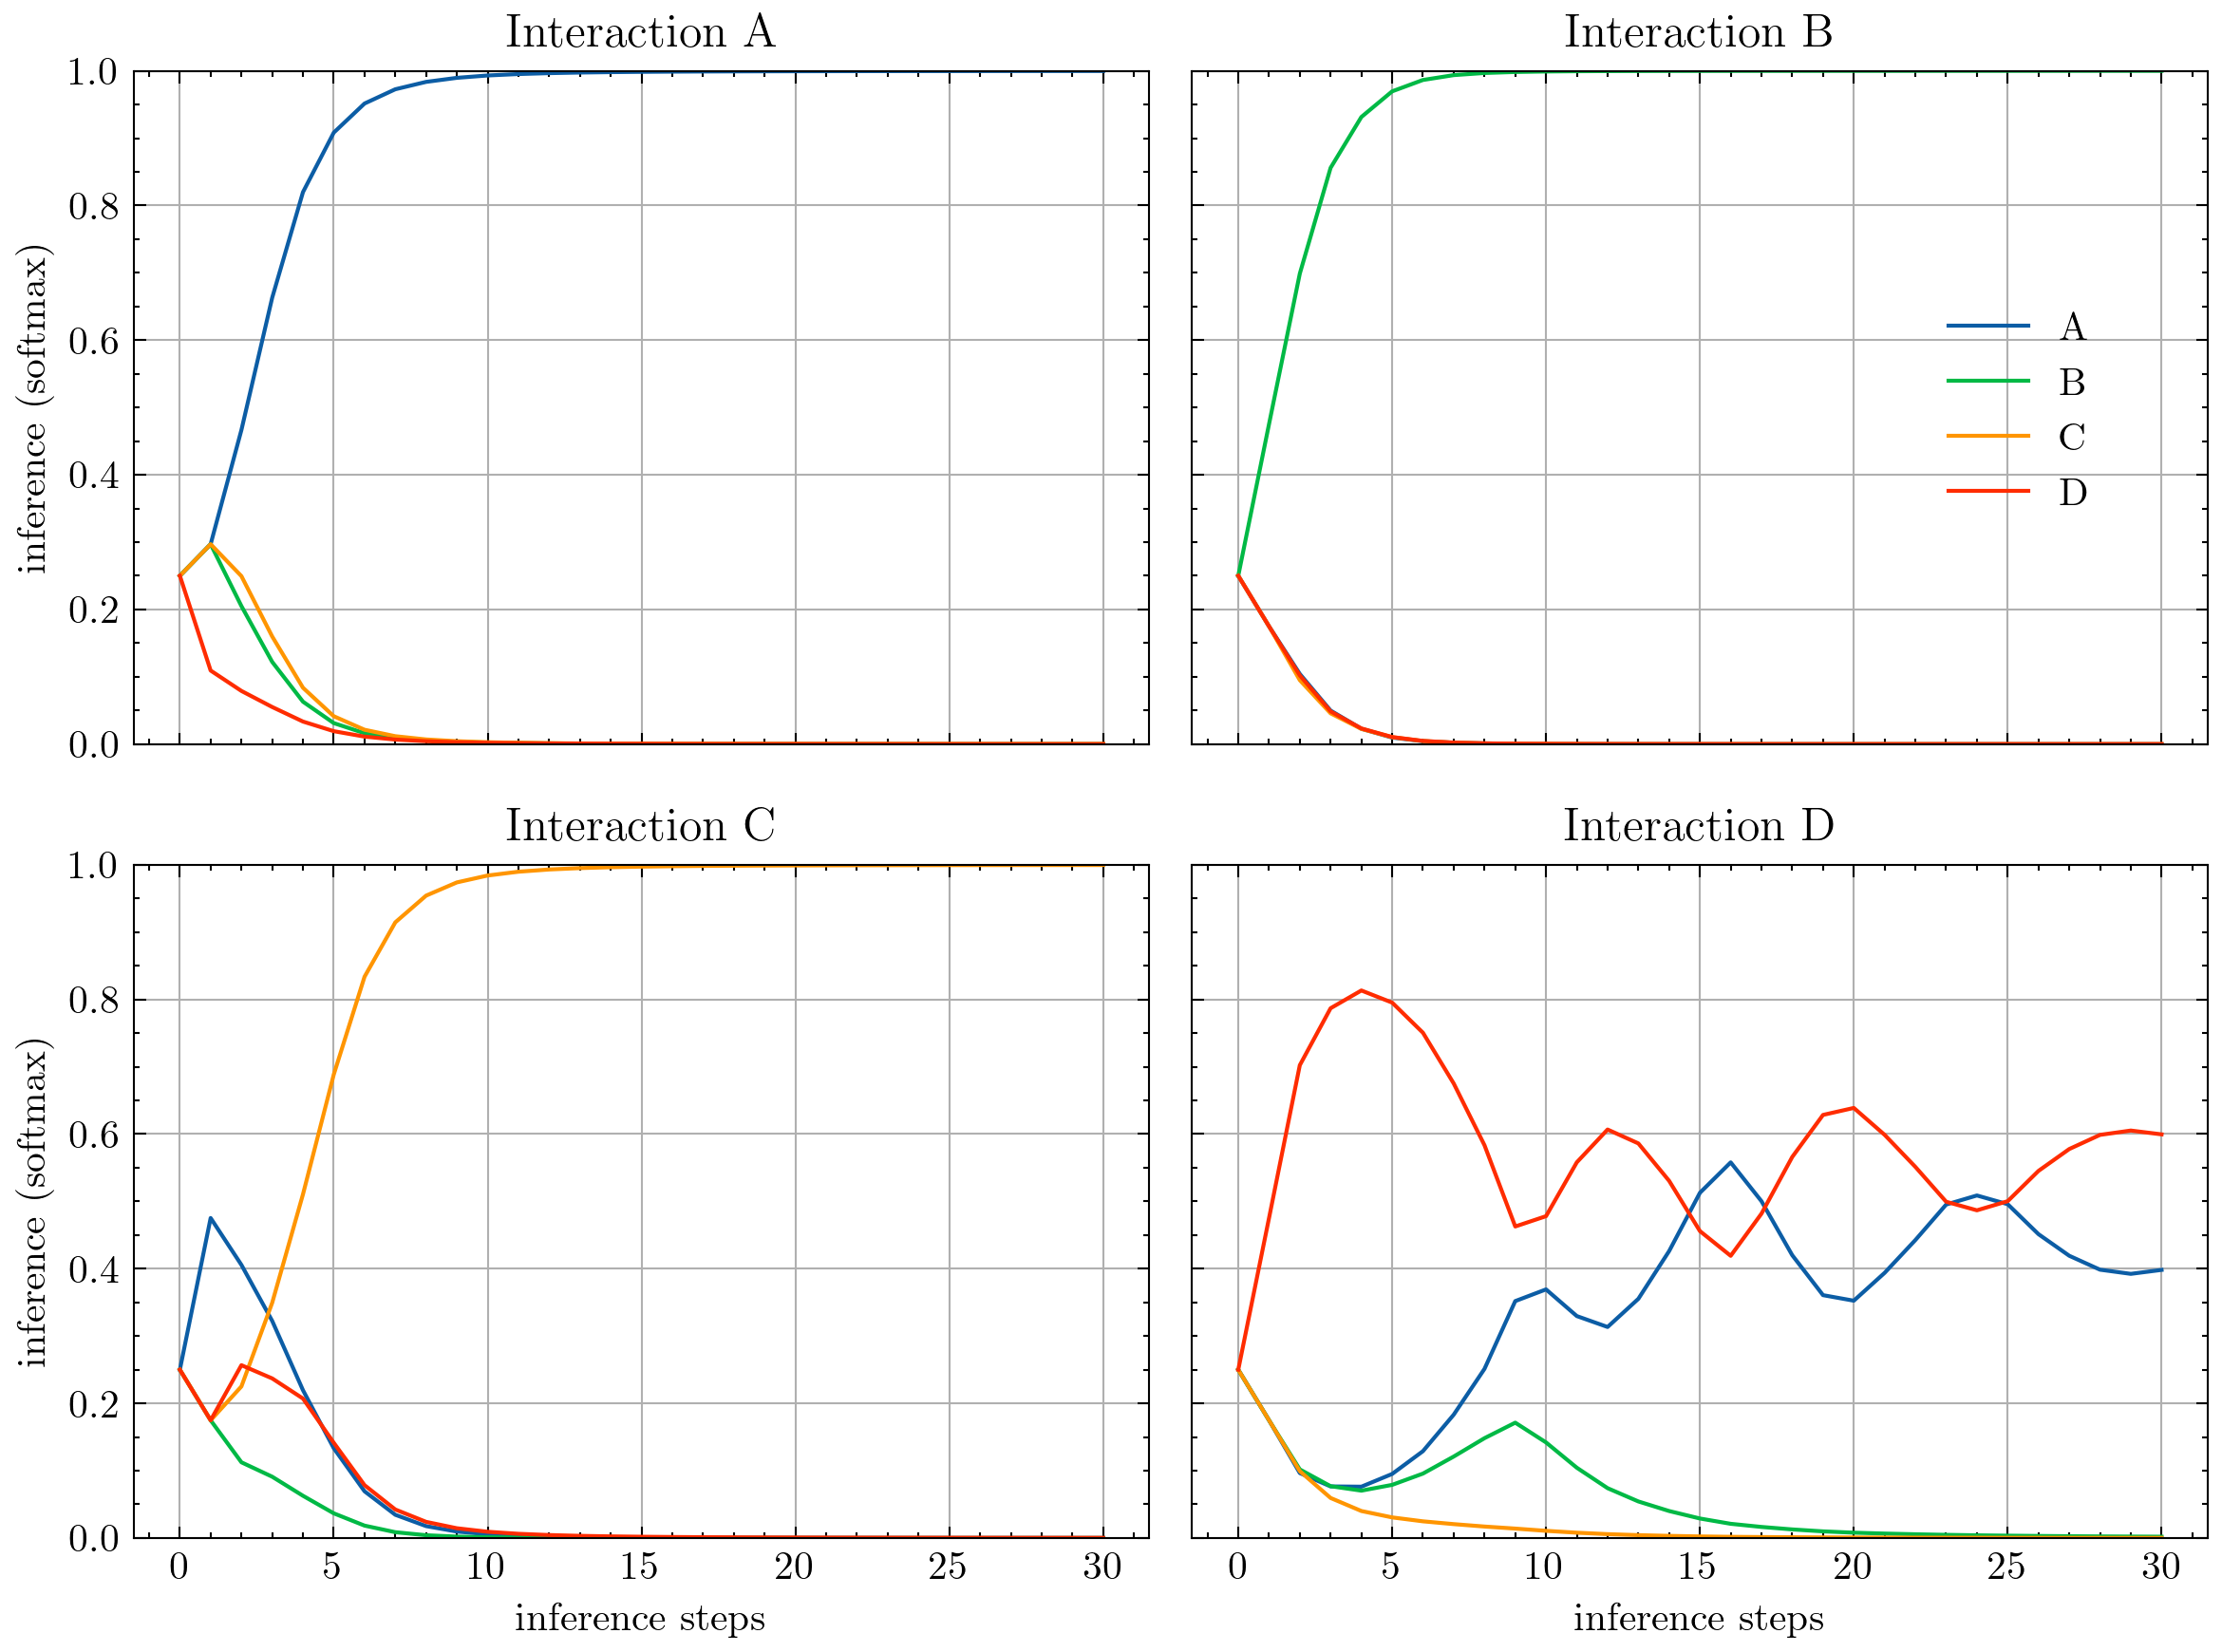 Interaction A
Interaction B
1.0
0.8
0.6
0.4
0.2
0.0
inference (softmax)
A
B
C
D
Interaction C
Interaction D
1.0
0.8
0.6
0.4
0.2
0.0
inference (softmax)
0 5 10 15 20 25 30
0 5 10 15 20 25 30
inference steps
inference steps